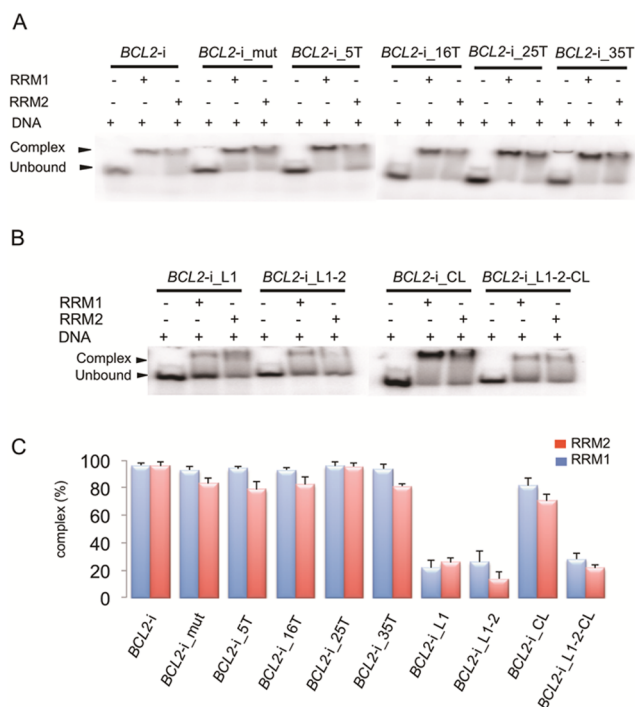 A
BCL2-i BCL2-i_mut BCL2-i_5T BCL2-i_16T BCL2-i_25T BCL2-i_35T
RRM1 - + - - + - - + - - + - - + - - + -
RRM2 - - + - - + - - + - - + - - + - - +
DNA + + + + + + + + + + + + + + + + + +
Complex
Unbound
B
BCL2-i_L1 BCL2-i_L1-2 BCL2-i_CL BCL2-i_L1-2-CL
RRM1 - + - - + - - + - - + -
RRM2 - - + - - + - - + - - +
DNA + + + + + + + + + + + +
Complex
Unbound
C
RRM2
RRM1
complex (%)
100
80
60
40
20
0
BCL2-i
BCL2-i_mut
BCL2-i_5T
BCL2-i_16T
BCL2-i_25T
BCL2-i_35T
BCL2-i_L1
BCL2-i_L1-2
BCL2-i_CL
BCL2-i_L1-2-CL